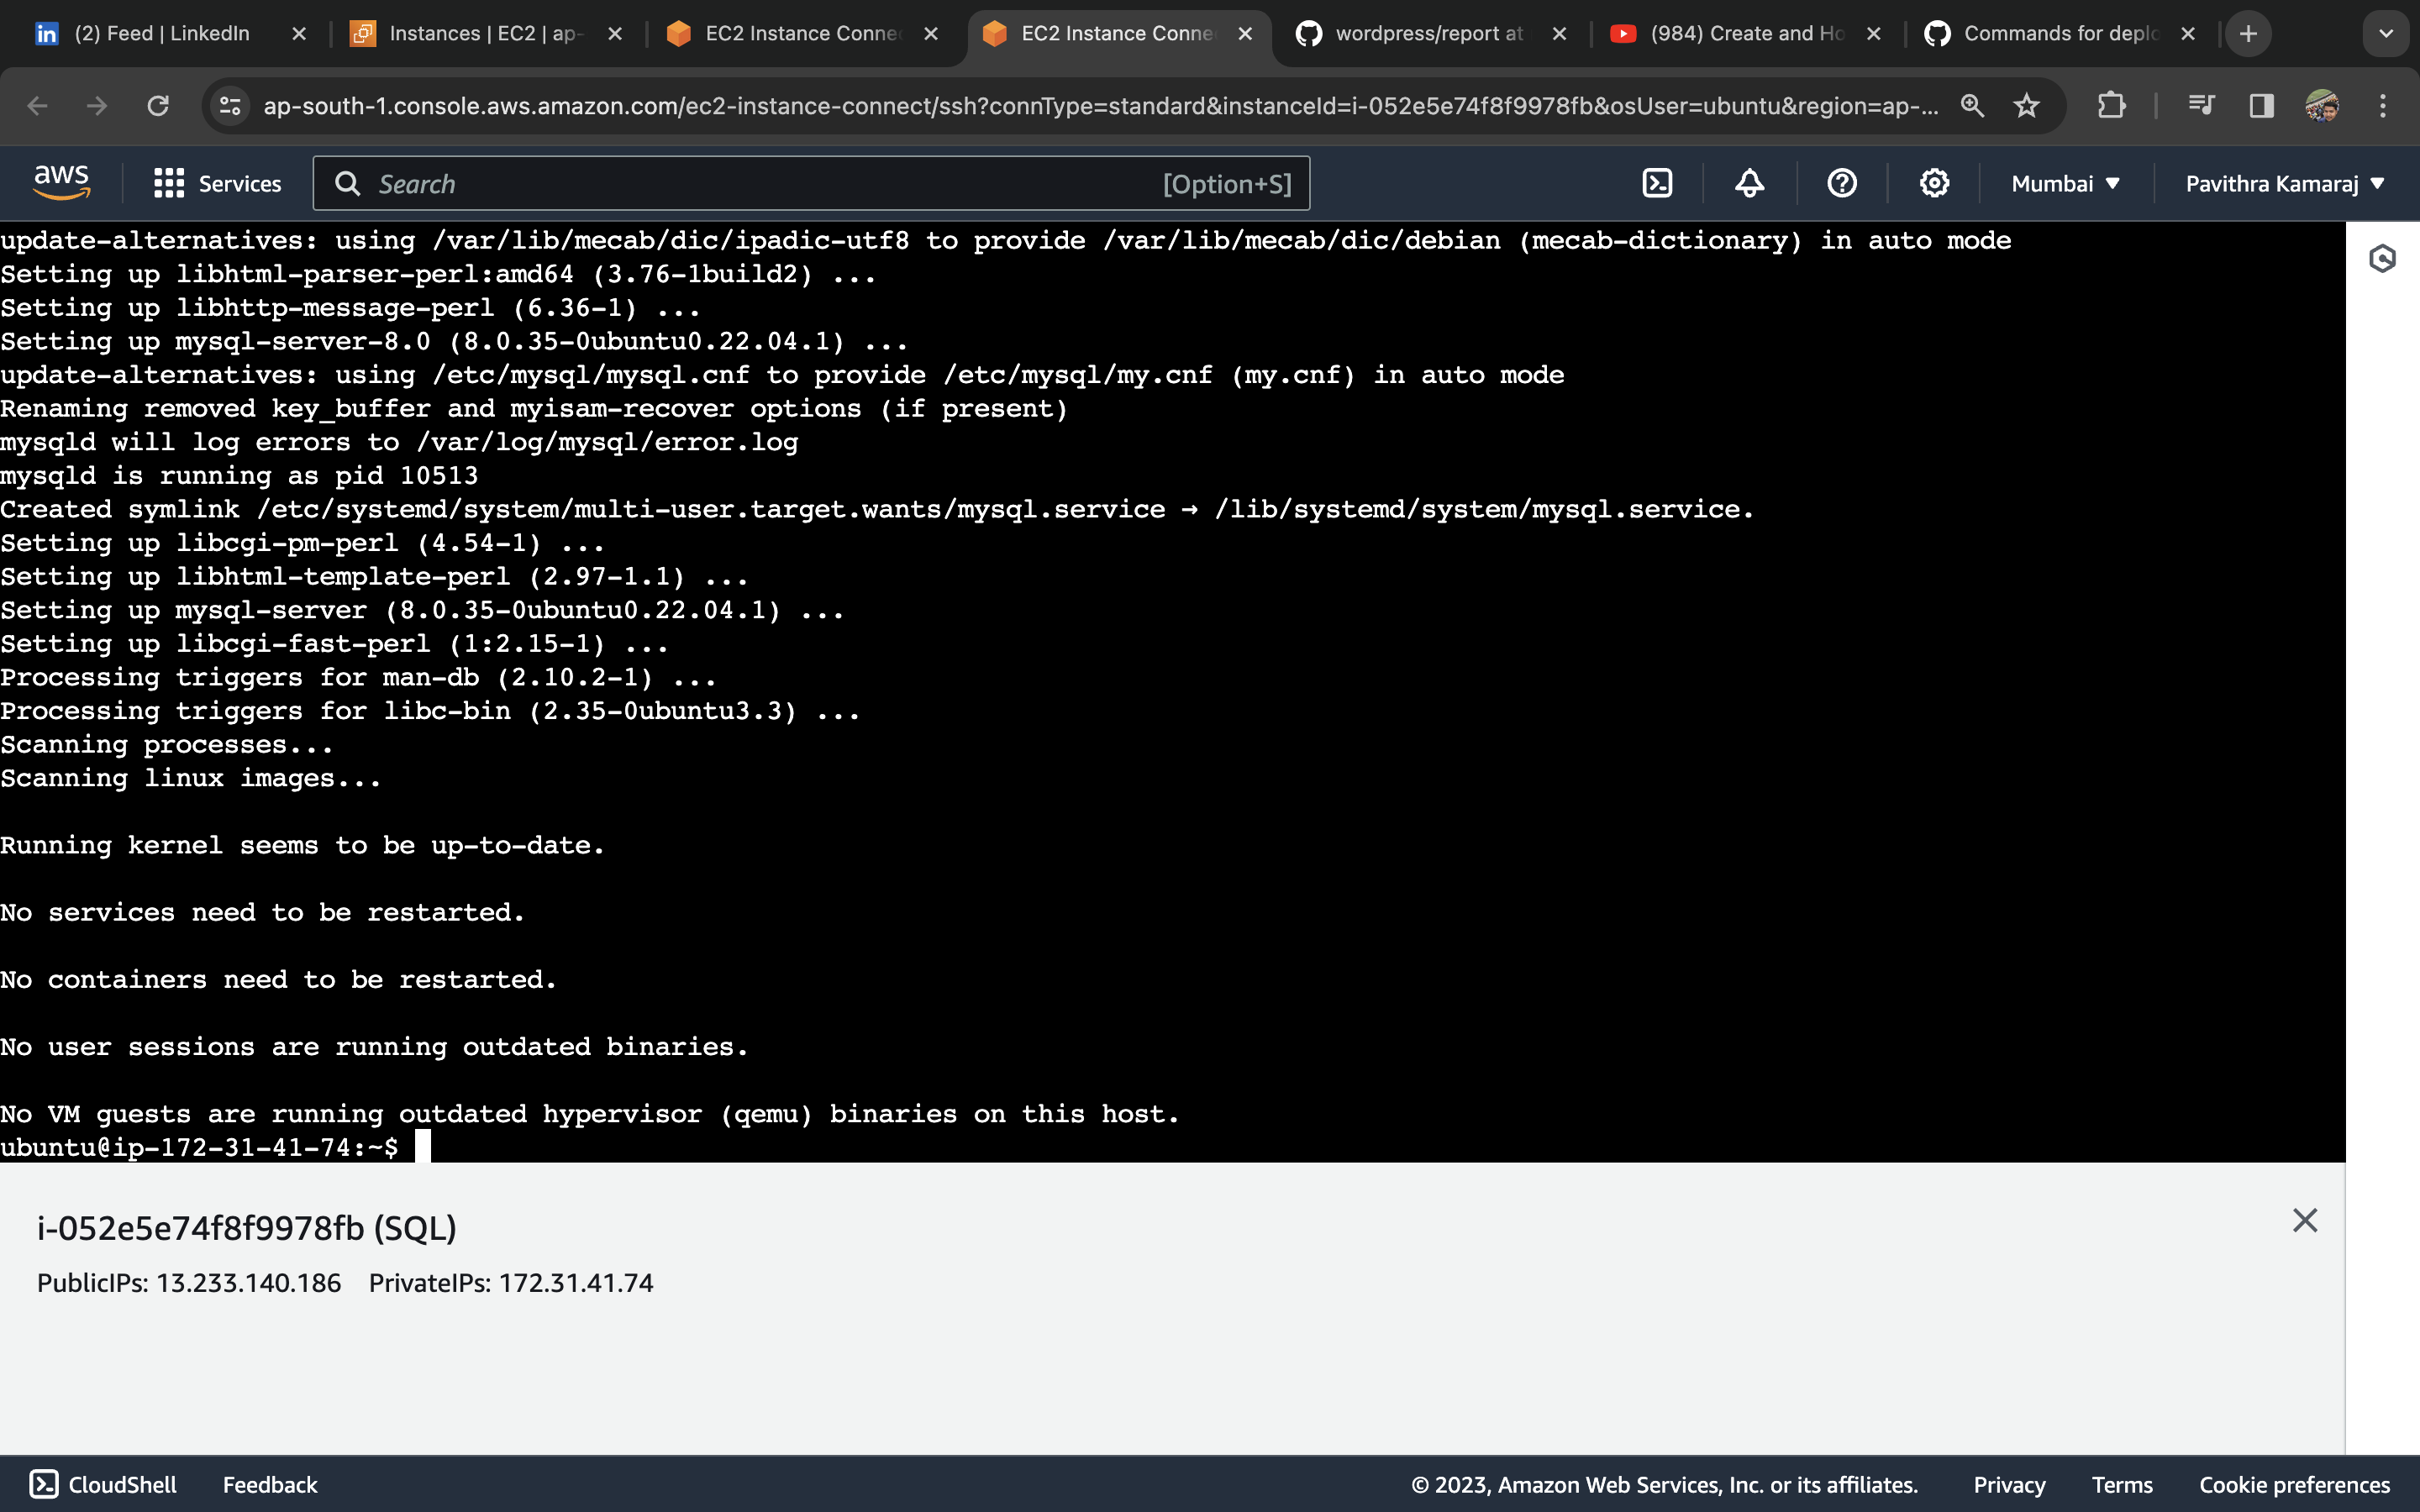 (2) Feed | LinkedIn
Instances | EC2 | ap-
EC2 Instance Conne
EC2 Instance Conne
wordpress/report at
(984) Create and Ho
Commands for deplo
ap-south-1.console.aws.amazon.com/ec2-instance-connect/ssh?connType=standard&instanceId=i-052e5e74f8f9978fb&osUser=ubuntu&region=ap-...
aws
Services
Search
[Option+S]
Mumbai
Pavithra Kamaraj
update-alternatives: using /var/lib/mecab/dic/ipadic-utf8 to provide /var/lib/mecab/dic/debian (mecab-dictionary) in auto mode
Setting up libhtml-parser-perl:amd64 (3.76-1build2) ...
Setting up libhttp-message-perl (6.36-1) ...
Setting up mysql-server-8.0 (8.0.35-0ubuntu0.22.04.1) ...
update-alternatives: using /etc/mysql/mysql.cnf to provide /etc/mysql/my.cnf (my.cnf) in auto mode
Renaming removed key_buffer and myisam-recover options (if present)
mysqld will log errors to /var/log/mysql/error.log
mysqld is running as pid 10513
Created symlink /etc/systemd/system/multi-user.target.wants/mysql.service → /lib/systemd/system/mysql.service.
Setting up libcgi-pm-perl (4.54-1) ...
Setting up libhtml-template-perl (2.97-1.1) ...
Setting up mysql-server (8.0.35-0ubuntu0.22.04.1) ...
Setting up libcgi-fast-perl (1:2.15-1) ...
Processing triggers for man-db (2.10.2-1) ...
Processing triggers for libc-bin (2.35-0ubuntu3.3) ...
Scanning processes...
Scanning linux images...
Running kernel seems to be up-to-date.
No services need to be restarted.
No containers need to be restarted.
No user sessions are running outdated binaries.
No VM guests are running outdated hypervisor (qemu) binaries on this host.
ubuntu@ip-172-31-41-74:~$
i-052e5e74f8f9978fb (SQL)
PublicIPs: 13.233.140.186 PrivateIPs: 172.31.41.74
CloudShell
Feedback
© 2023, Amazon Web Services, Inc. or its affiliates.
Privacy
Terms
Cookie preferences